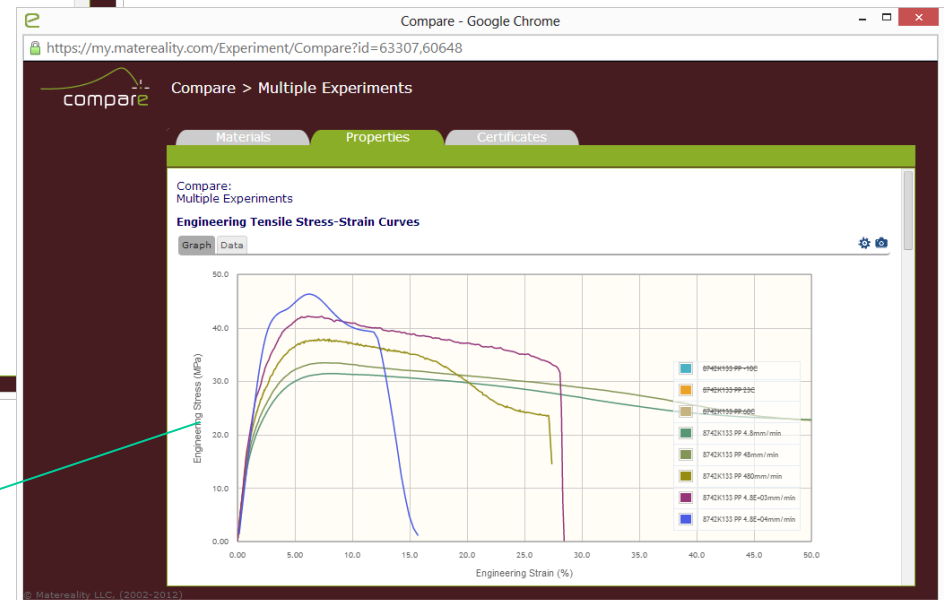 Compare - Google Chrome
https://my.matereality.com/Experiment/Compare?id=63307,60648
compare
Compare > Multiple Experiments
Materials Properties Certificates
Compare:
Multiple Experiments
Engineering Tensile Stress-Strain Curves
Graph Data
50.0
40.0
30.0
20.0
10.0
0.00
Engineering Stress (MPa)
8742K133 PP -10C
8742K133 PP 23C
8742K133 PP 60C
8742K133 PP 4.8mm/min
8742K133 PP 48mm/min
8742K133 PP 480mm/min
8742K133 PP 4.8E+03mm/min
8742K133 PP 4.8E+04mm/min
0.00 5.00 10.0 15.0 20.0 25.0 30.0 35.0 40.0 45.0 50.0
Engineering Strain (%)
© Matereality LLC, (2002-2012)